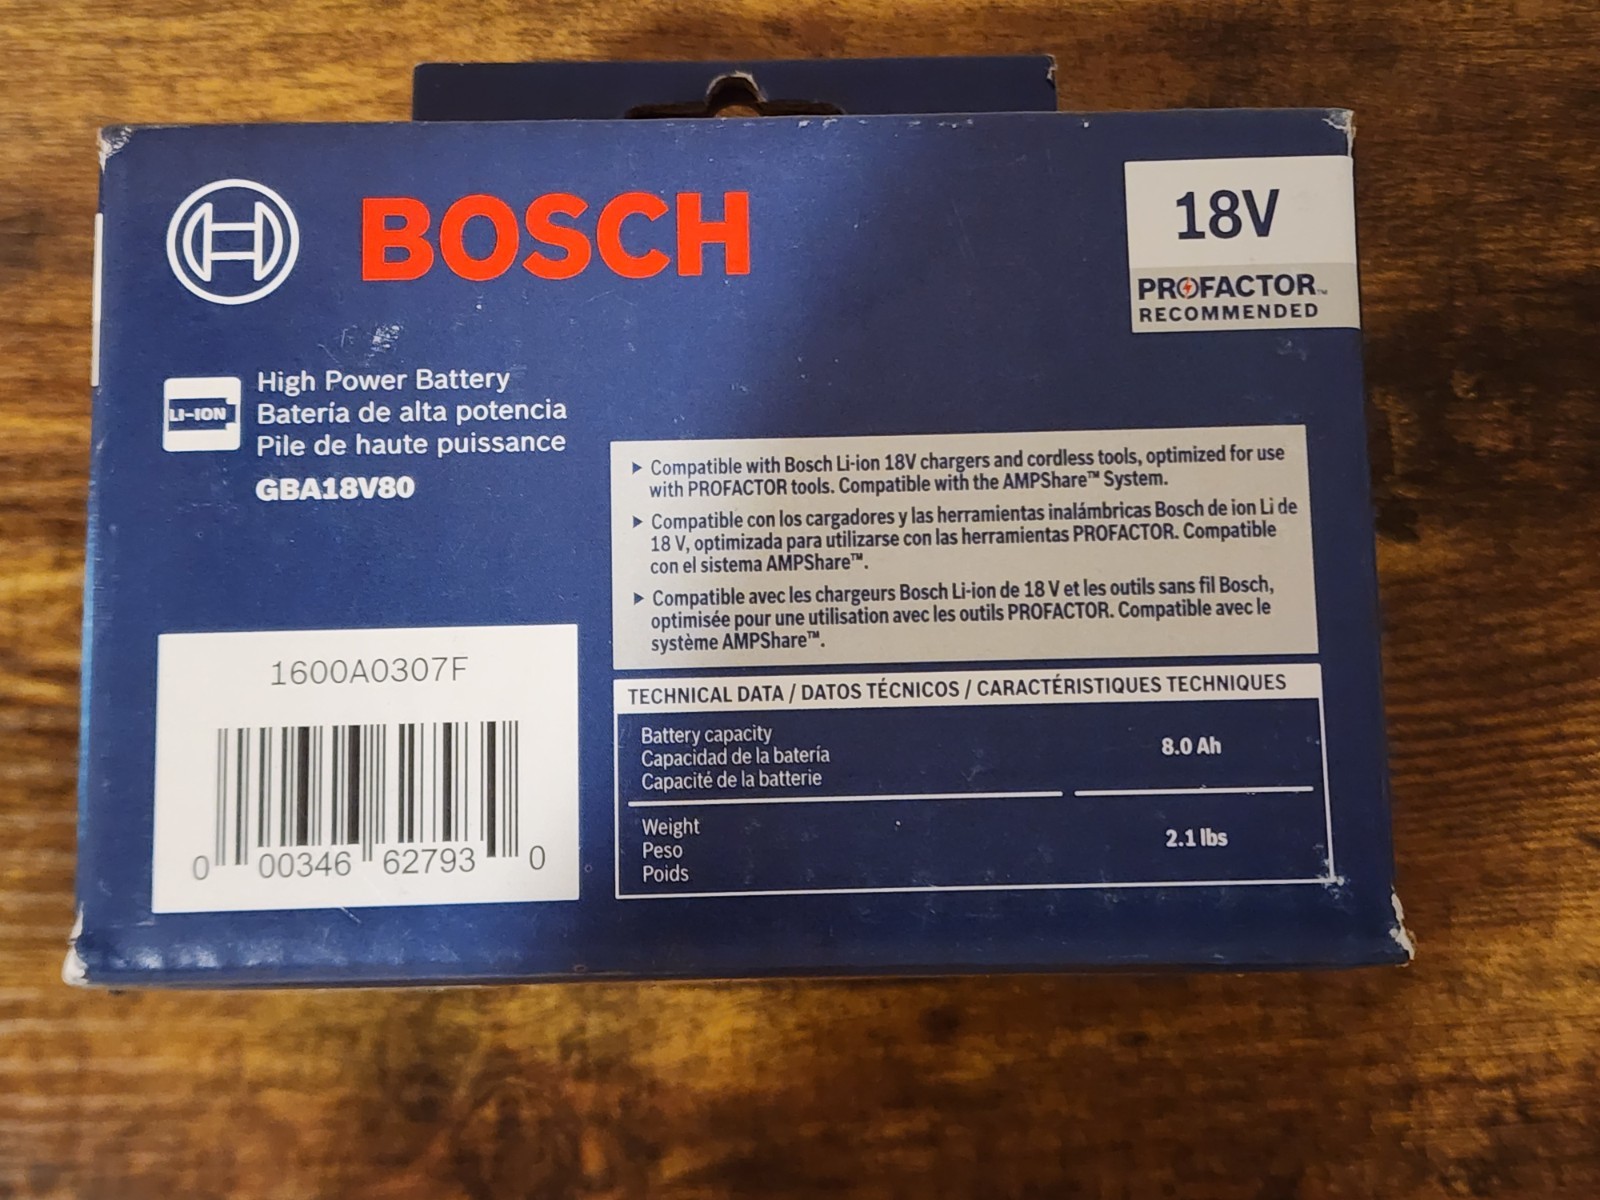 BOSCH
18V
PROFACTOR™
RECOMMENDED
LI-ION
High Power Battery
Batería de alta potencia
Pile de haute puissance
GBA18V80
▸ Compatible with Bosch Li-ion 18V chargers and cordless tools, optimized for use
with PROFACTOR tools. Compatible with the AMPShare™ System.
▸ Compatible con los cargadores y las herramientas inalámbricas Bosch de ion Li de
18 V, optimizada para utilizarse con las herramientas PROFACTOR. Compatible
con el sistema AMPShare™.
▸ Compatible avec les chargeurs Bosch Li-ion de 18 V et les outils sans fil Bosch,
optimisée pour une utilisation avec les outils PROFACTOR. Compatible avec le
système AMPShare™.
1600A0307F
0 00346 62793 0
TECHNICAL DATA / DATOS TÉCNICOS / CARACTÉRISTIQUES TECHNIQUES
Battery capacity
Capacidad de la batería
Capacité de la batterie
8.0 Ah
Weight
Peso
Poids
2.1 lbs